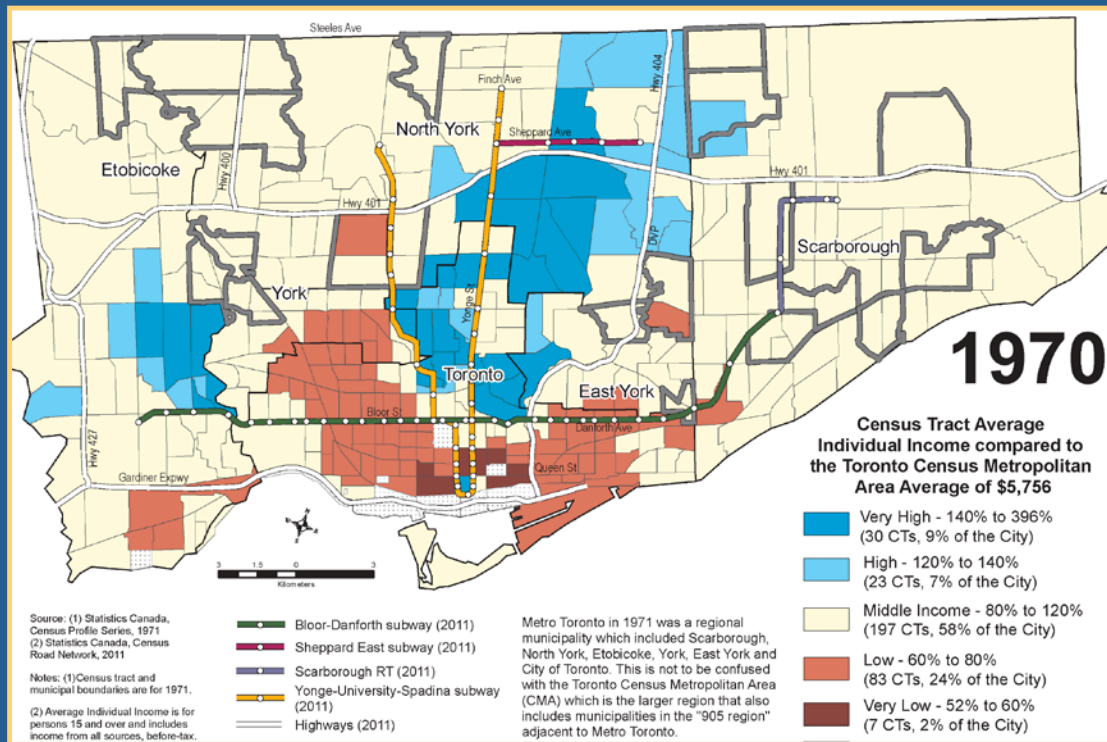 Steeles Ave
Finch Ave
Hwy 404
North York
Sheppard Ave
Etobicoke
Hwy 400
Hwy 401
Hwy 401
DVP
Scarborough
York
Yonge St
1970
Toronto
East York
Bloor St
Danforth Ave
Hwy 427
Gardiner Expwy
Queen St
N
E
S
W
3 1.5 0 3
Kilometers
Census Tract Average
Individual Income compared to
the Toronto Census Metropolitan
Area Average of $5,756
Very High - 140% to 396%
(30 CTs, 9% of the City)
High - 120% to 140%
(23 CTs, 7% of the City)
Middle Income - 80% to 120%
(197 CTs, 58% of the City)
Low - 60% to 80%
(83 CTs, 24% of the City)
Very Low - 52% to 60%
(7 CTs, 2% of the City)
Source: (1) Statistics Canada,
Census Profile Series, 1971
(2) Statistics Canada, Census
Road Network, 2011
Notes: (1)Census tract and
municipal boundaries are for 1971.
(2) Average Individual Income is for
persons 15 and over and includes
income from all sources, before-tax.
Bloor-Danforth subway (2011)
Sheppard East subway (2011)
Scarborough RT (2011)
Yonge-University-Spadina subway
(2011)
Highways (2011)
Metro Toronto in 1971 was a regional
municipality which included Scarborough,
North York, Etobicoke, York, East York and
City of Toronto. This is not to be confused
with the Toronto Census Metropolitan Area
(CMA) which is the larger region that also
includes municipalities in the "905 region"
adjacent to Metro Toronto.